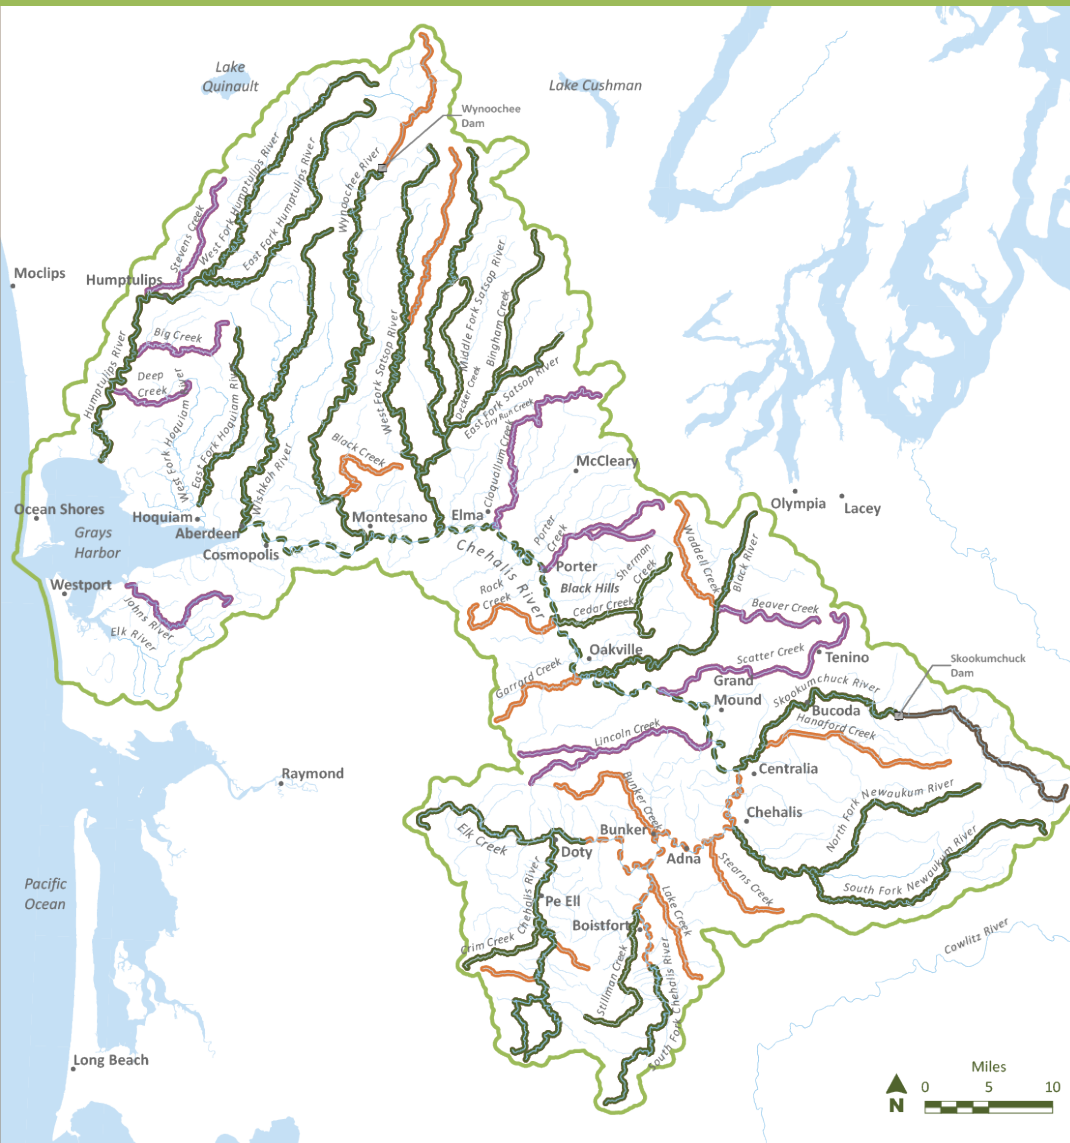 Lake
Quinault
Lake Cushman
Wynoochee
Dam
West Fork Humptulips River
East Fork Humptulips River
Wynoochee River
Stevens Creek
Moclips
Humptulips
Big Creek
Deep
Creek
Humptulips River
West Fork Hoquiam River
East Fork Hoquiam River
Wishkah River
West Fork Satsop River
Middle Fork Satsop River
Bingham Creek
Decker Creek
East Fork Satsop River
Dry Run Creek
Cloquallum Creek
Black Creek
McCleary
Olympia
Lacey
Ocean Shores
Grays
Harbor
Hoquiam
Aberdeen
Cosmopolis
Montesano
Elma
Chehalis River
Porter
Creek
Porter
Black Hills
Sherman
Creek
Waddell Creek
Black River
Westport
Johns River
Elk River
Rock
Creek
Cedar Creek
Beaver Creek
Oakville
Scatter Creek
Tenino
Skookumchuck
Dam
Garrard Creek
Grand
Mound
Skookumchuck River
Bucoda
Hanaford Creek
Lincoln Creek
Raymond
Centralia
Bunker Creek
Chehalis
North Fork Newaukum River
Elk Creek
Bunker
Doty
Adna
Stearns Creek
South Fork Newaukum River
Pacific
Ocean
Chehalis River
Pe Ell
Lake Creek
Boistfort
Crim Creek
Stillman Creek
South Fork Chehalis River
Cowlitz River
Long Beach
Miles
0 5 10
N